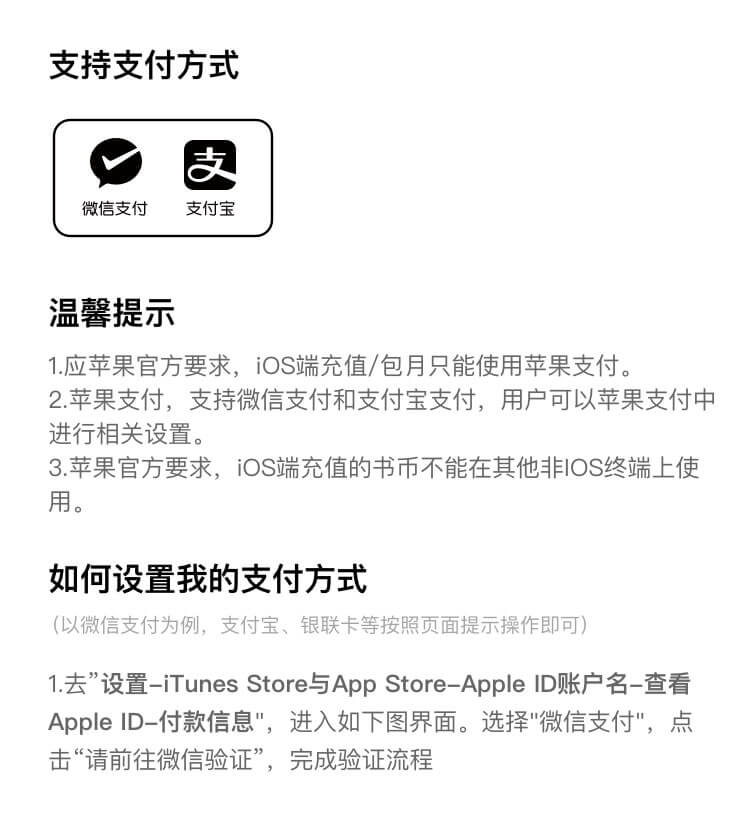 支持支付方式
支
微信支付 支付宝
温馨提示
1.应苹果官方要求，iOS端充值/包月只能使用苹果支付。
2.苹果支付，支持微信支付和支付宝支付，用户可以苹果支付中
进行相关设置。
3.苹果官方要求，iOS端充值的书币不能在其他非IOS终端上使
用。
如何设置我的支付方式
（以微信支付为例，支付宝、银联卡等按照页面提示操作即可）
1.去”设置-iTunes Store与App Store-Apple ID账户名-查看
Apple ID-付款信息"，进入如下图界面。选择"微信支付"，点
击“请前往微信验证”，完成验证流程